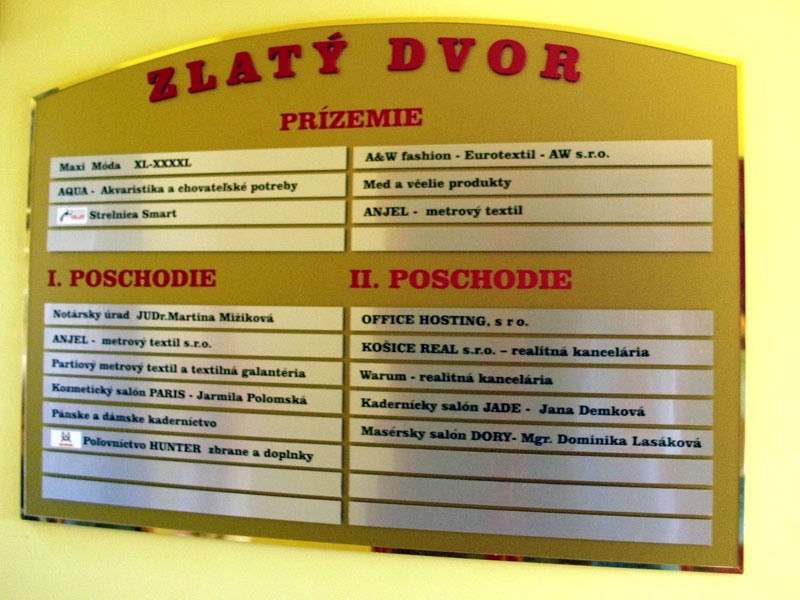 ZLATÝ DVOR
PRÍZEMIE
Maxi Móda XL-XXXXL
AQUA - Akvaristika a chovateľské potreby
Strelnica Smart
A&W fashion - Eurotextil - AW s.r.o.
Med a včelie produkty
ANJEL - metrový textil
I. POSCHODIE
Notársky úrad JUDr.Martina Mižiková
ANJEL - metrový textil s.r.o.
Partiový metrový textil a textilná galantéria
Kozmetický salón PARIS - Jarmila Polomská
Pánske a dámske kaderníctvo
Poľovníctvo HUNTER zbrane a doplnky
II. POSCHODIE
OFFICE HOSTING, s r o.
KOŠICE REAL s.r.o. – realitná kancelária
Warum - realitná kancelária
Kadernícky salón JADE - Jana Demková
Masérsky salón DORY- Mgr. Dominika Lasáková